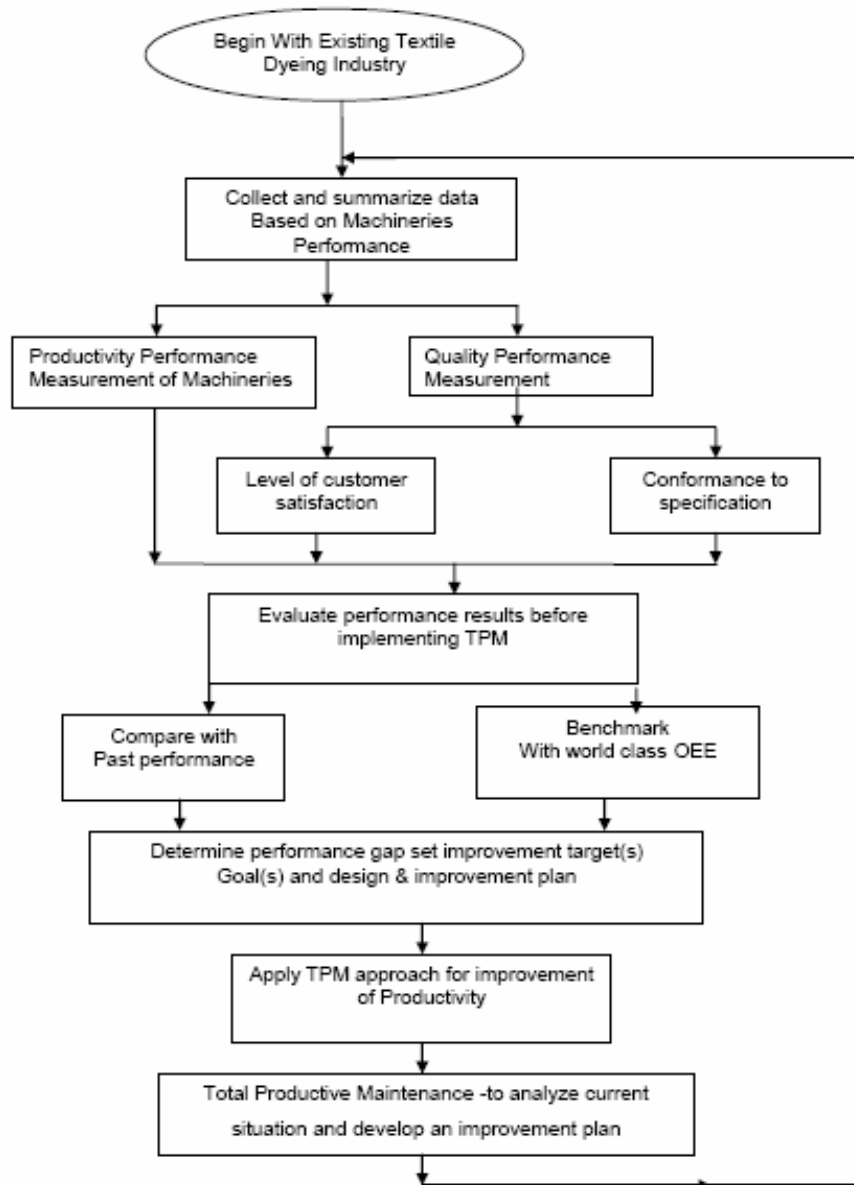 Begin With Existing Textile
Dyeing Industry
Collect and summarize data
Based on Machineries
Performance
Productivity Performance
Measurement of Machineries
Quality Performance
Measurement
Level of customer
satisfaction
Conformance to
specification
Evaluate performance results before
implementing TPM
Compare with
Past performance
Benchmark
With world class OEE
Determine performance gap set improvement target(s)
Goal(s) and design & improvement plan
Apply TPM approach for improvement
of Productivity
Total Productive Maintenance -to analyze current
situation and develop an improvement plan